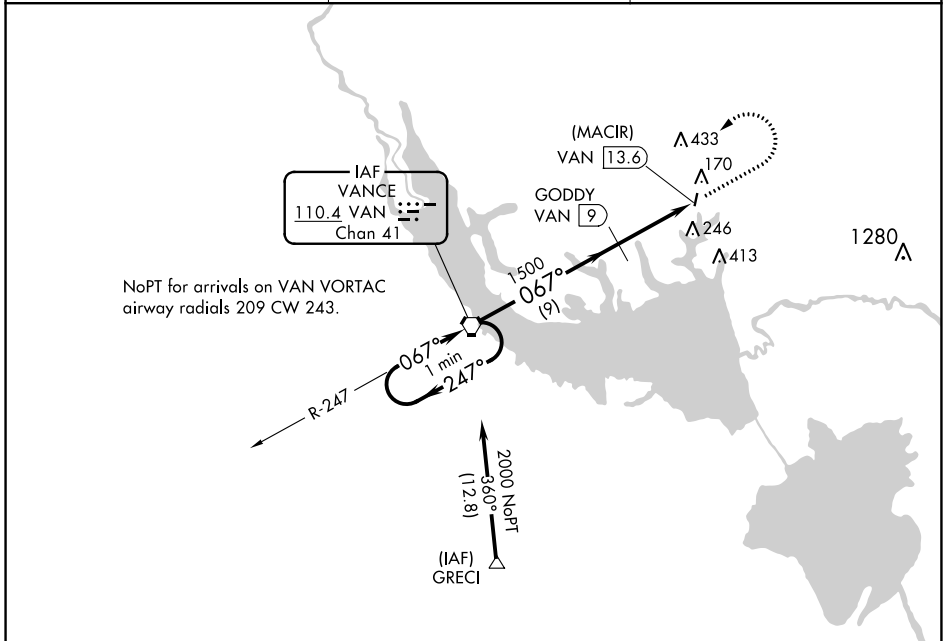 (MACIR)
VAN 13.6
433
170
IAF
VANCE
110.4 VAN
Chan 41
GODDY
VAN 9
246
413
1280
NoPT for arrivals on VAN VORTAC
airway radials 209 CW 243.
1500
067°
(9)
067°
1 min
247°
R-247
2000 NoPT
360°
(12.8)
(IAF)
GRECI